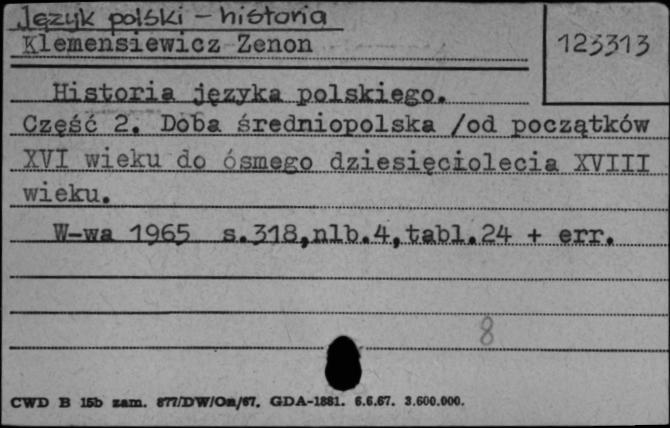 Język polski - historia
Klemensiewicz Zenon
123313
Historia języka polskiego.
Część 2. Doba średniopolska /od początków
XVI wieku do ósmego dziesięciolecia XVIII
wieku.
W-wa 1965 s.318,nlb.4,tabl.24 + err.
8
CWD B 15b zam. 877/DW/Om/67. GDA-1881. 6.6.67. 3.600.000.